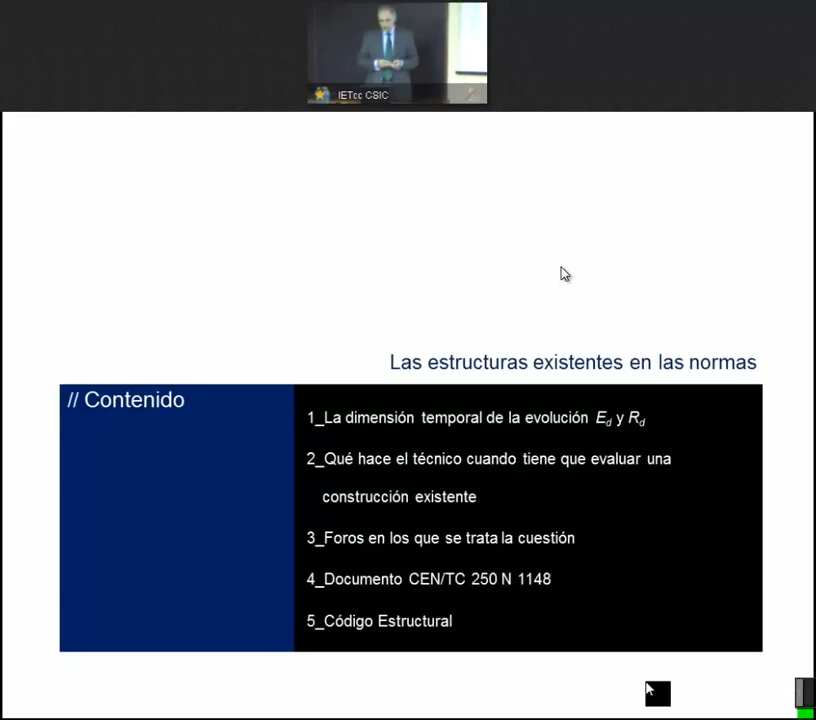 IETcc CSIC
Las estructuras existentes en las normas
// Contenido
1_La dimensión temporal de la evolución Ed y Rd
2_Qué hace el técnico cuando tiene que evaluar una
construcción existente
3_Foros en los que se trata la cuestión
4_Documento CEN/TC 250 N 1148
5_Código Estructural